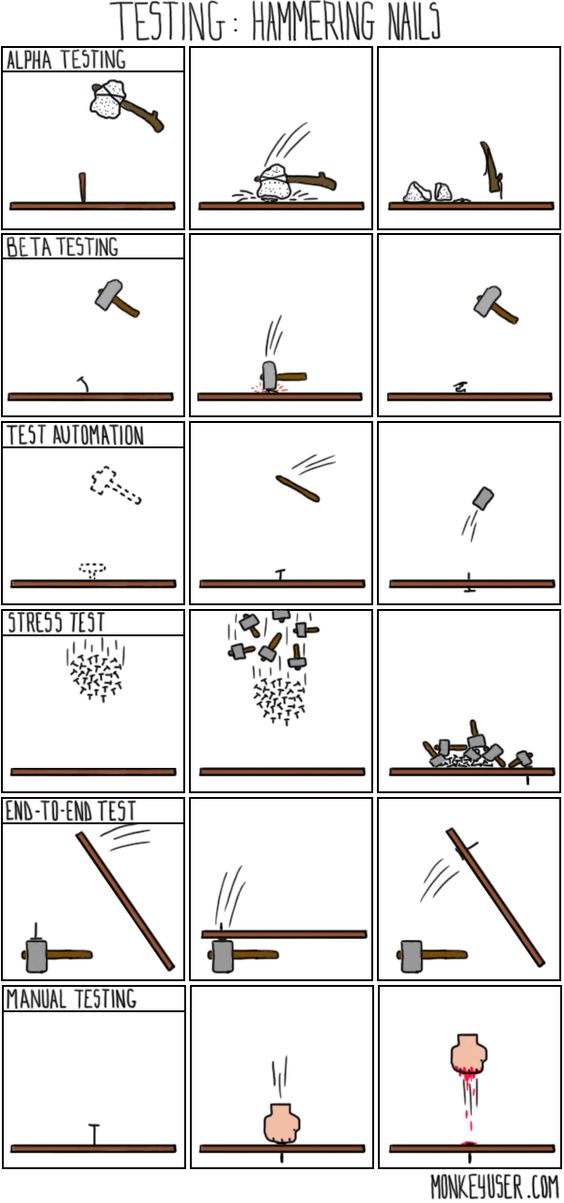 TESTING: HAMMERING NAILS
ALPHA TESTING
BETA TESTING
TEST AUTOMATION
STRESS TEST
END-TO-END TEST
MANUAL TESTING
MONKEYUSER.COM